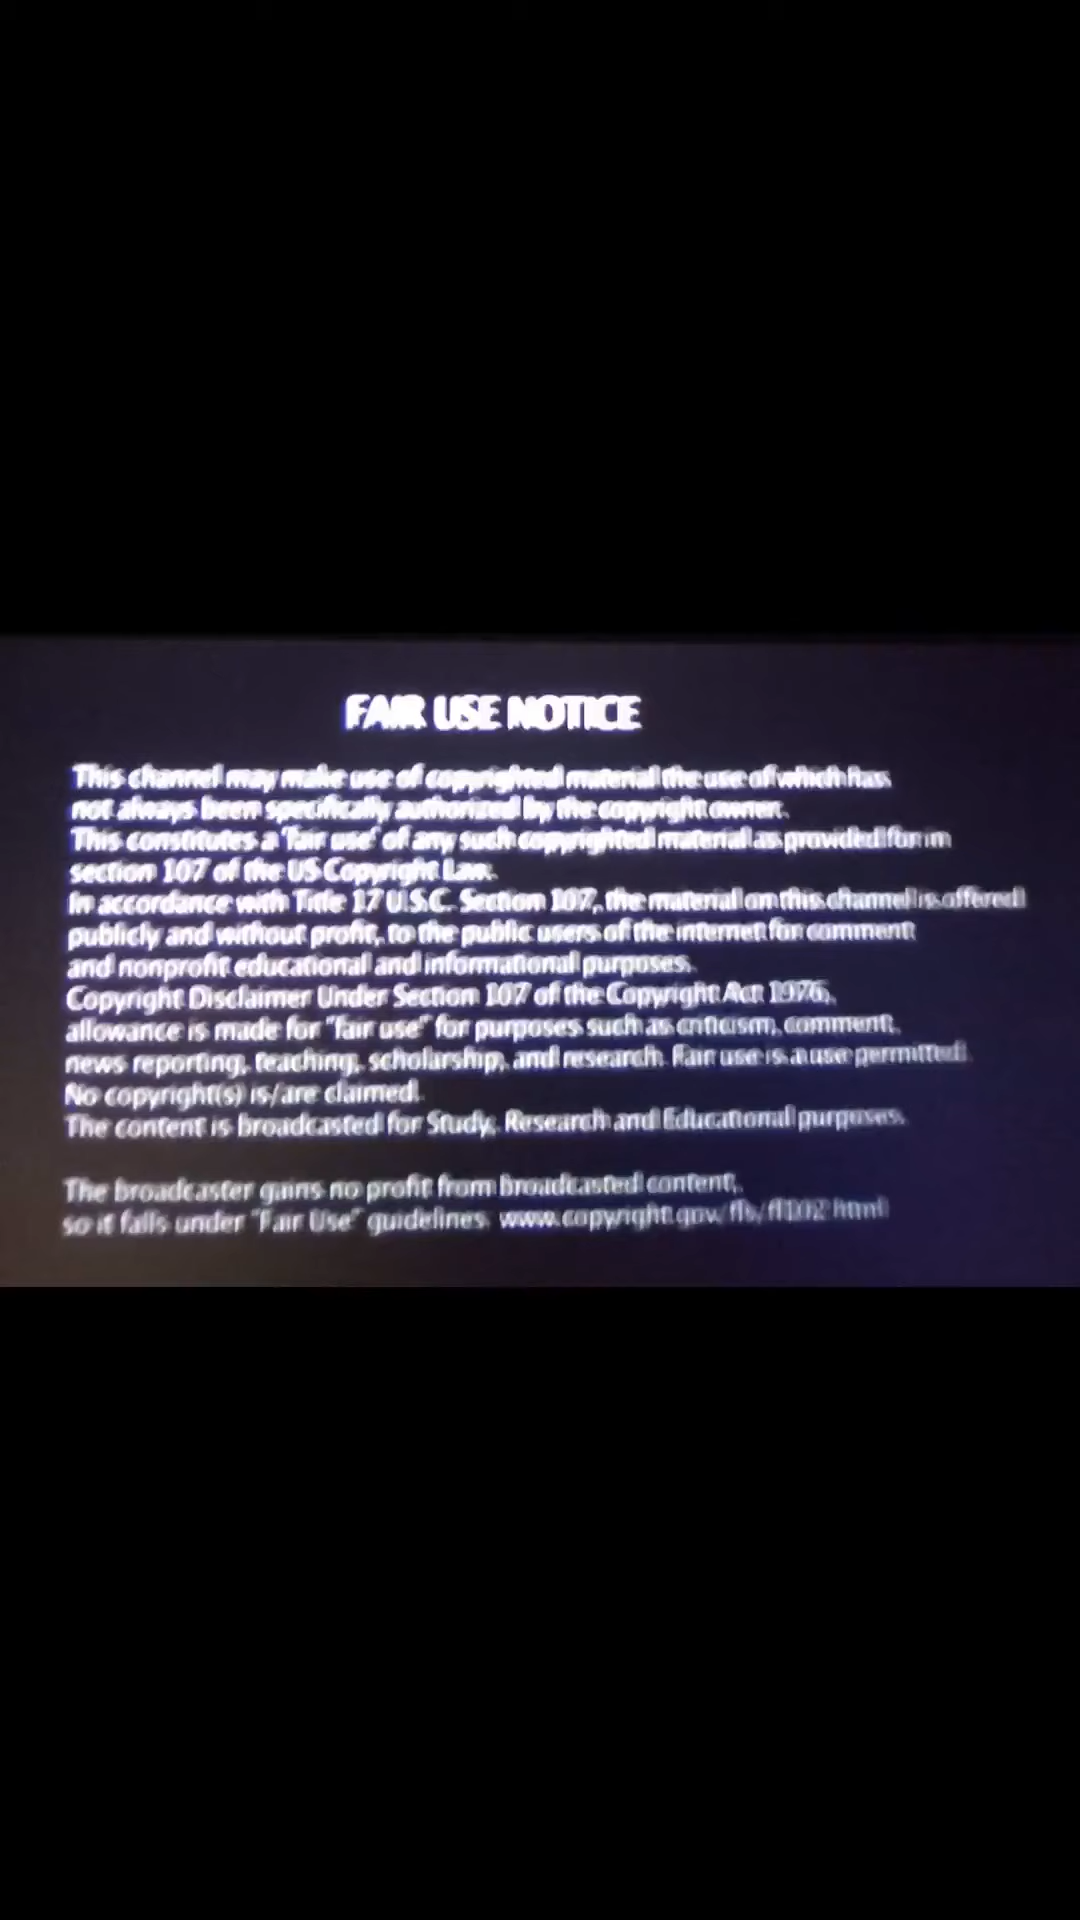 FAIR USE NOTICE
This channel may make use of copyrighted material the use of which has
not always been specifically authorized by the copyright owner.
This constitutes a 'fair use' of any such copyrighted material as provided for in
section 107 of the US Copyright Law.
In accordance with Title 17 U.S.C. Section 107, the material on this channel is offered
publicly and without profit, to the public users of the internet for comment
and nonprofit educational and informational purposes.
Copyright Disclaimer Under Section 107 of the Copyright Act 1976,
allowance is made for "fair use" for purposes such as criticism, comment,
news reporting, teaching, scholarship, and research. Fair use is a use permitted.
No copyright(s) is/are claimed.
The content is broadcasted for Study, Research and Educational purposes.
The broadcaster gains no profit from broadcasted content,
so it falls under "Fair Use" guidelines www.copyright.gov/fls/fl102.html